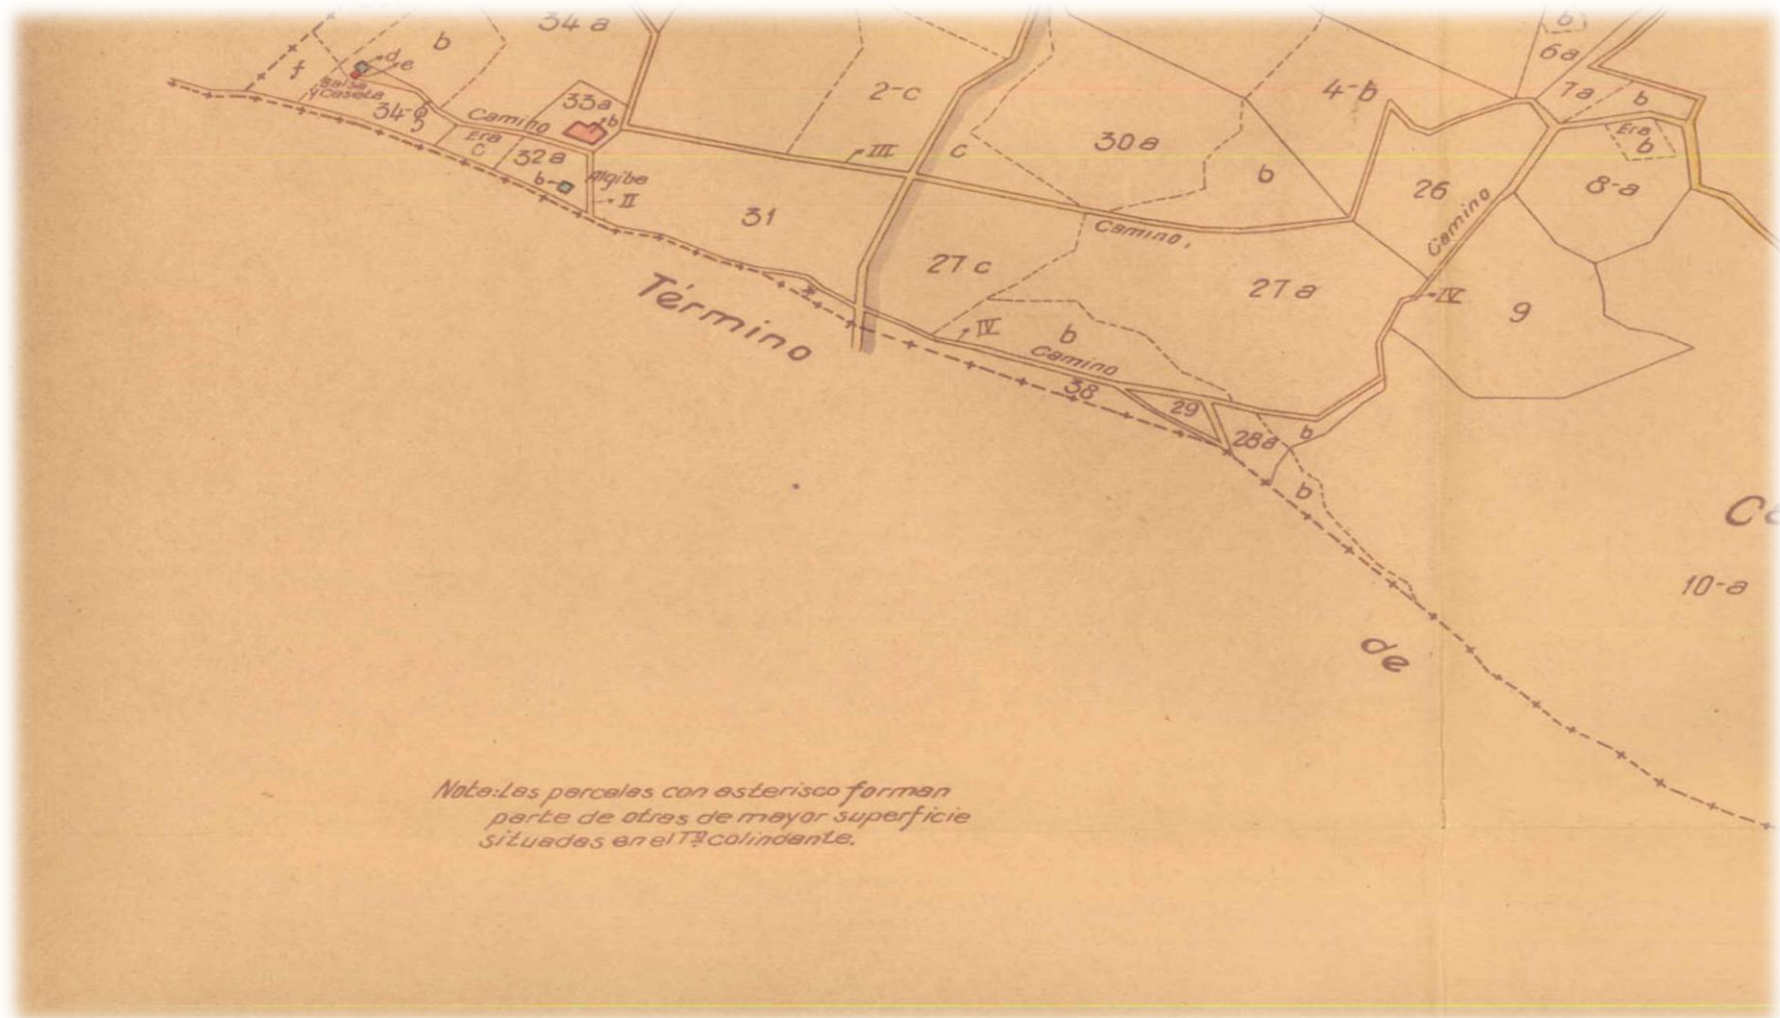 34 a
b
6 a
b
d
e
f
Balsa
y Caseta
34-g
Camino
33a
b
2-c
4-b
7a
b
Era
c
32a
b
Algibe
II
III
c
30 a
b
26
Camino
Era
b
8-a
31
Camino.
27 c
27 a
IV
9
Término
*
IV
b
Camino
38
29
28a
b
b
10-a
de
Nota: Las parcelas con asterisco forman
parte de otras de mayor superficie
situadas en el Tº colindante.